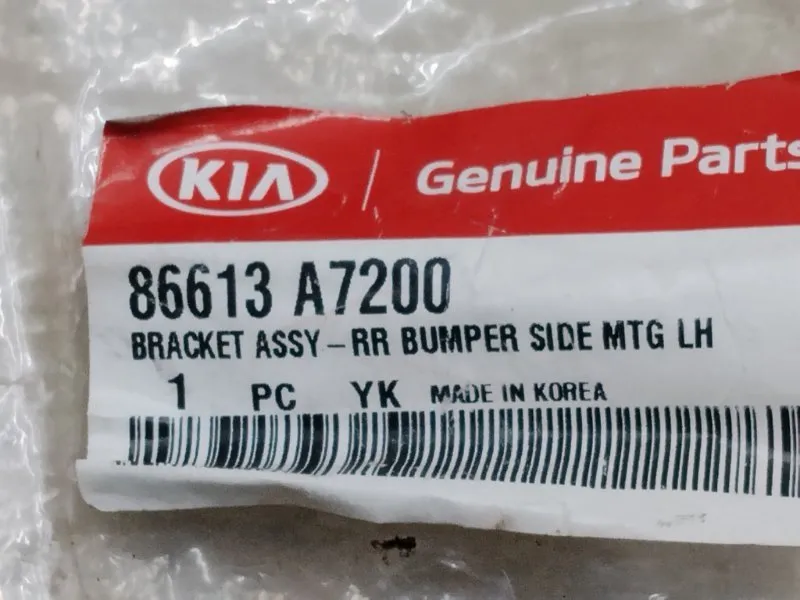 KIA / Genuine Parts
86613 A7200
BRACKET ASSY-RR BUMPER SIDE MTG LH
1 PC YK MADE IN KOREA